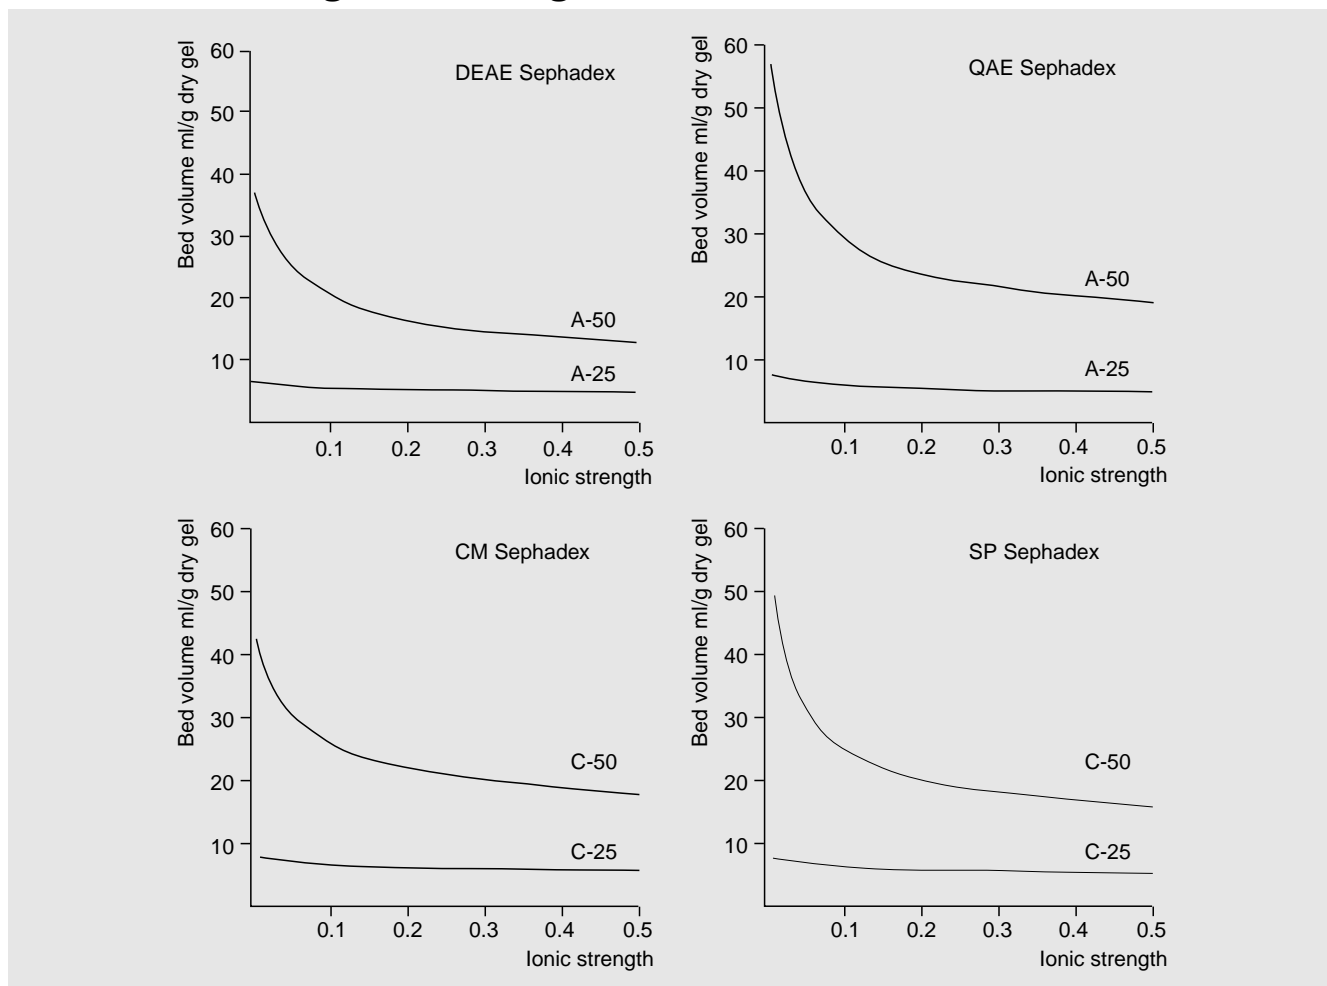 DEAE Sephadex
Bed volume ml/g dry gel
60
50
40
30
20
10
A-50
A-25
0.1 0.2 0.3 0.4 0.5
Ionic strength
QAE Sephadex
Bed volume ml/g dry gel
60
50
40
30
20
10
A-50
A-25
0.1 0.2 0.3 0.4 0.5
Ionic strength
CM Sephadex
Bed volume ml/g dry gel
60
50
40
30
20
10
C-50
C-25
0.1 0.2 0.3 0.4 0.5
Ionic strength
SP Sephadex
Bed volume ml/g dry gel
60
50
40
30
20
10
C-50
C-25
0.1 0.2 0.3 0.4 0.5
Ionic strength